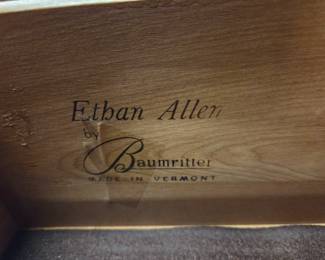 Ethan Allen
by
Baumritter
MADE IN VERMONT